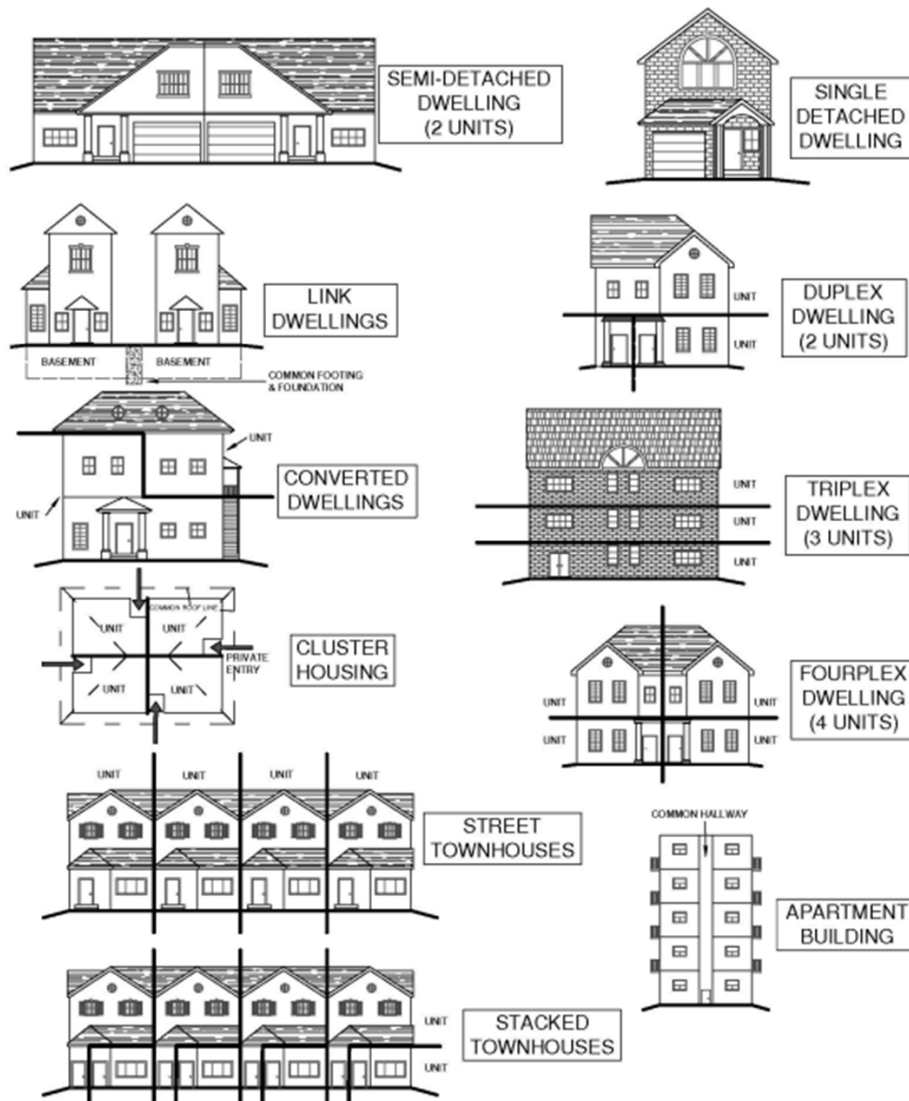 SEMI-DETACHED
DWELLING
(2 UNITS)
SINGLE
DETACHED
DWELLING
LINK
DWELLINGS
BASEMENT
BASEMENT
COMMON FOOTING
& FOUNDATION
UNIT
UNIT
DUPLEX
DWELLING
(2 UNITS)
UNIT
UNIT
CONVERTED
DWELLINGS
UNIT
UNIT
UNIT
TRIPLEX
DWELLING
(3 UNITS)
COMMON ROOF LINE
UNIT
UNIT
UNIT
UNIT
PRIVATE
ENTRY
CLUSTER
HOUSING
UNIT
UNIT
UNIT
UNIT
FOURPLEX
DWELLING
(4 UNITS)
UNIT
UNIT
UNIT
UNIT
STREET
TOWNHOUSES
COMMON HALLWAY
APARTMENT
BUILDING
UNIT
UNIT
STACKED
TOWNHOUSES